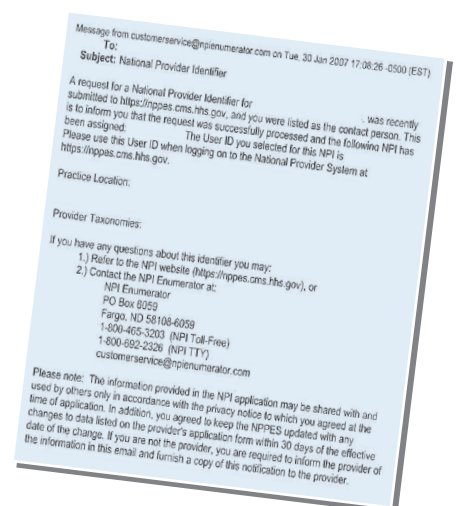 Message from customerservice@npienumerator.com on Tue, 30 Jan 2007 17:08:26 -0500 (EST)
To:
Subject: National Provider Identifier
A request for a National Provider Identifier for , was recently
submitted to https://nppes.cms.hhs.gov, and you were listed as the contact person. This
is to inform you that the request was successfully processed and the following NPI has
been assigned: The User ID you selected for this NPI is
Please use this User ID when logging on to the National Provider System at
https://nppes.cms.hhs.gov.
Practice Location:
Provider Taxonomies:
If you have any questions about this identifier you may:
1.) Refer to the NPI website (https://nppes.cms.hhs.gov), or
2.) Contact the NPI Enumerator at:
NPI Enumerator
PO Box 6059
Fargo, ND 58108-6059
1-800-465-3203 (NPI Toll-Free)
1-800-692-2326 (NPI TTY)
customerservice@npienumerator.com
Please note: The information provided in the NPI application may be shared with and
used by others only in accordance with the privacy notice to which you agreed at the
time of application. In addition, you agreed to keep the NPPES updated with any
changes to data listed on the provider's application form within 30 days of the effective
date of the change. If you are not the provider, you are required to inform the provider of
the information in this email and furnish a copy of this notification to the provider.